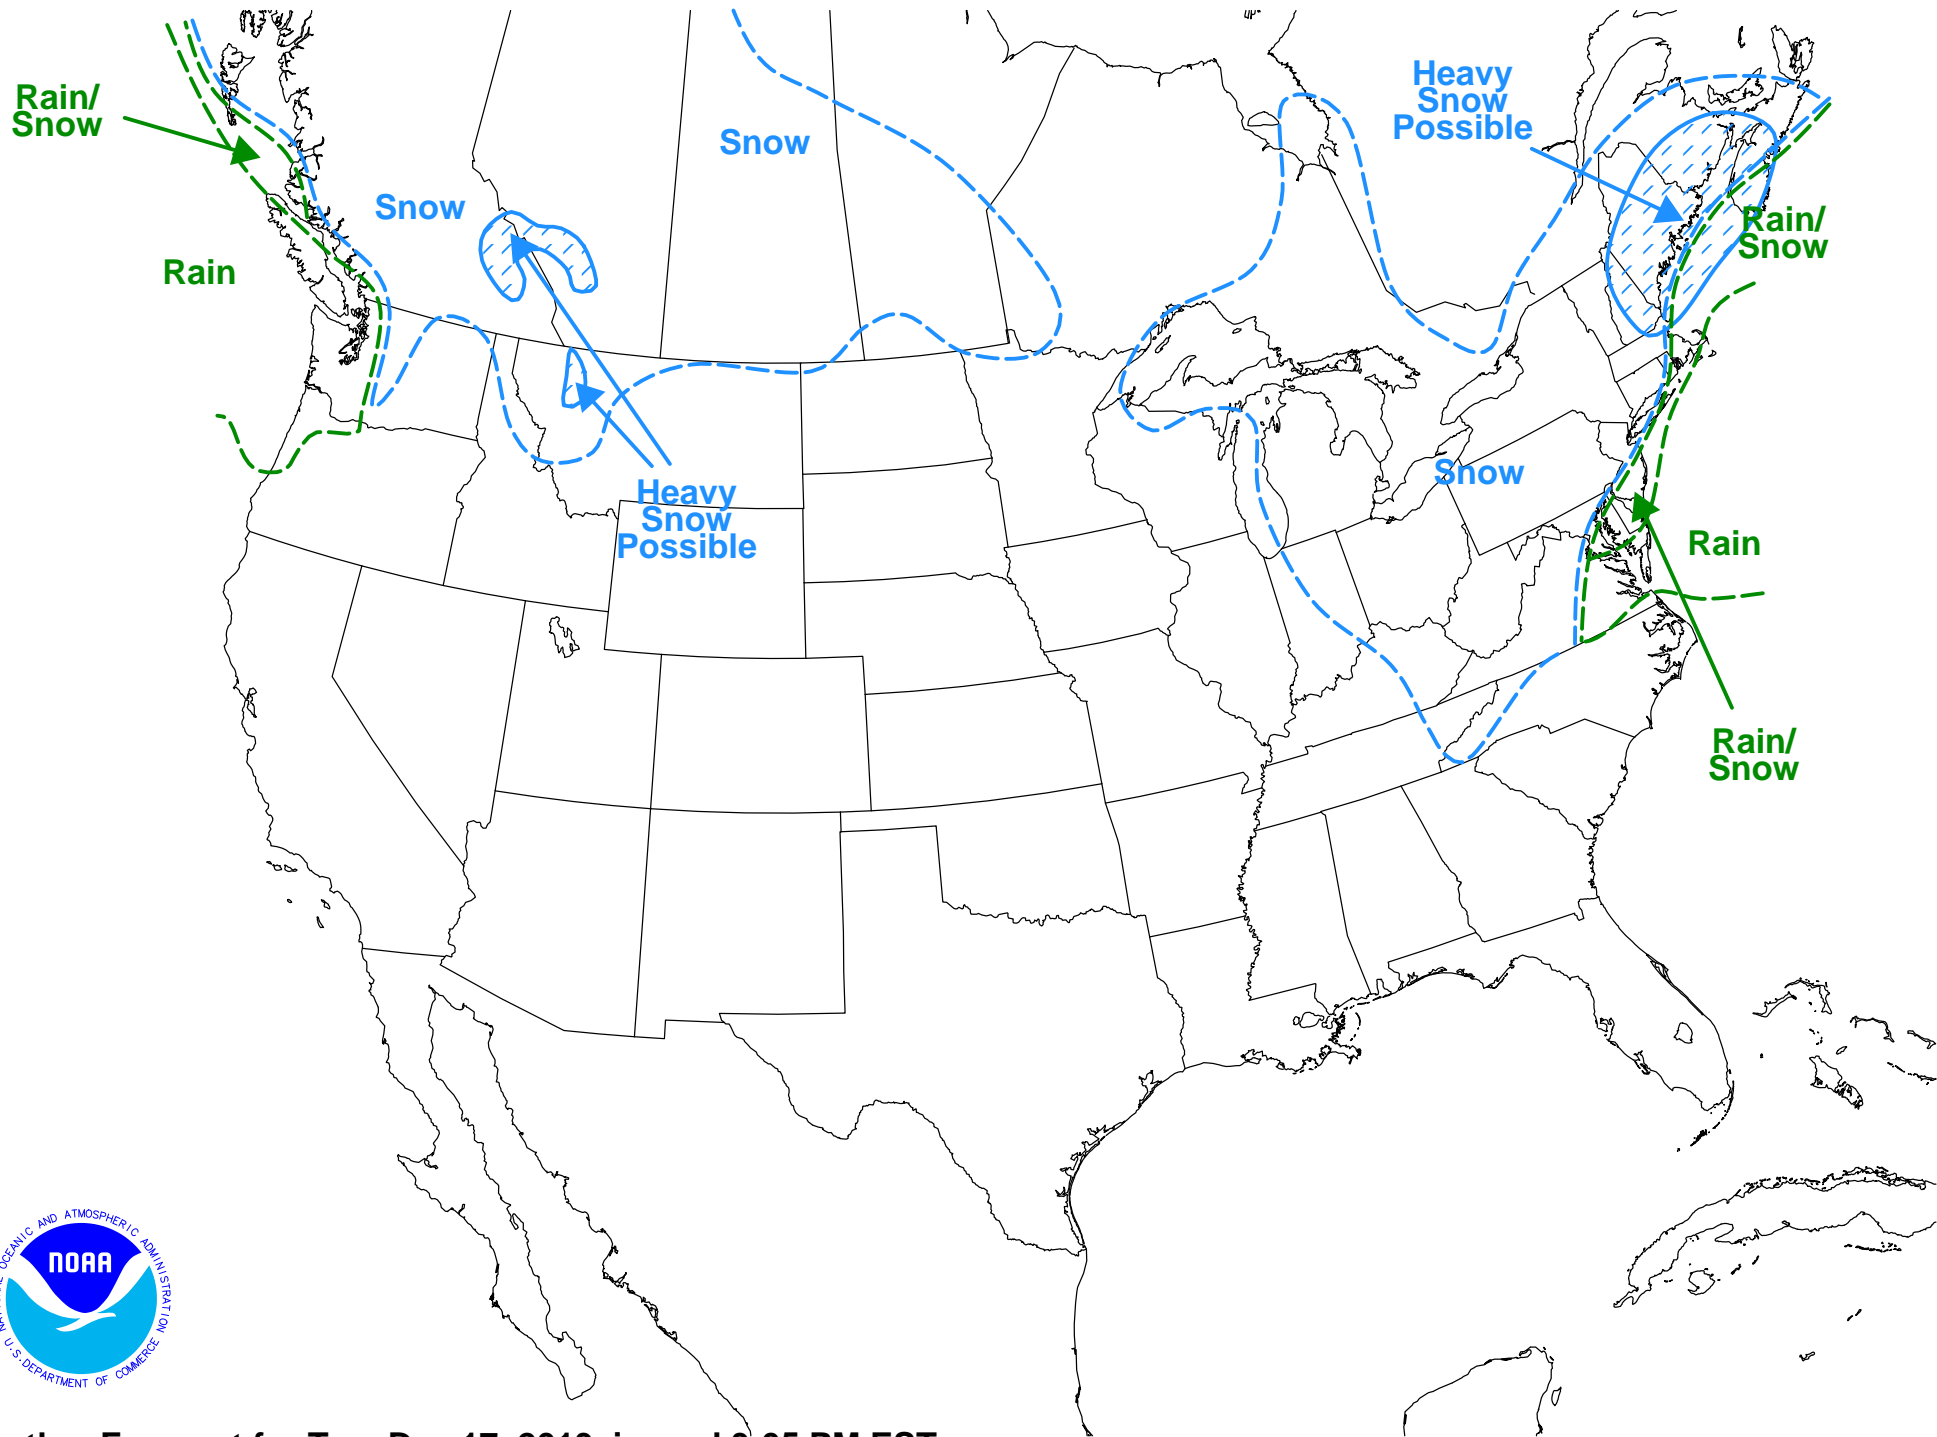 Rain/
Snow
Snow
Snow
Heavy
Snow
Possible
Rain
Rain/
Snow
Heavy
Snow
Possible
Snow
Rain
Rain/
Snow
OCEANIC AND ATMOSPHERIC ADMINISTRATION
NOAA
U.S. DEPARTMENT OF COMMERCE